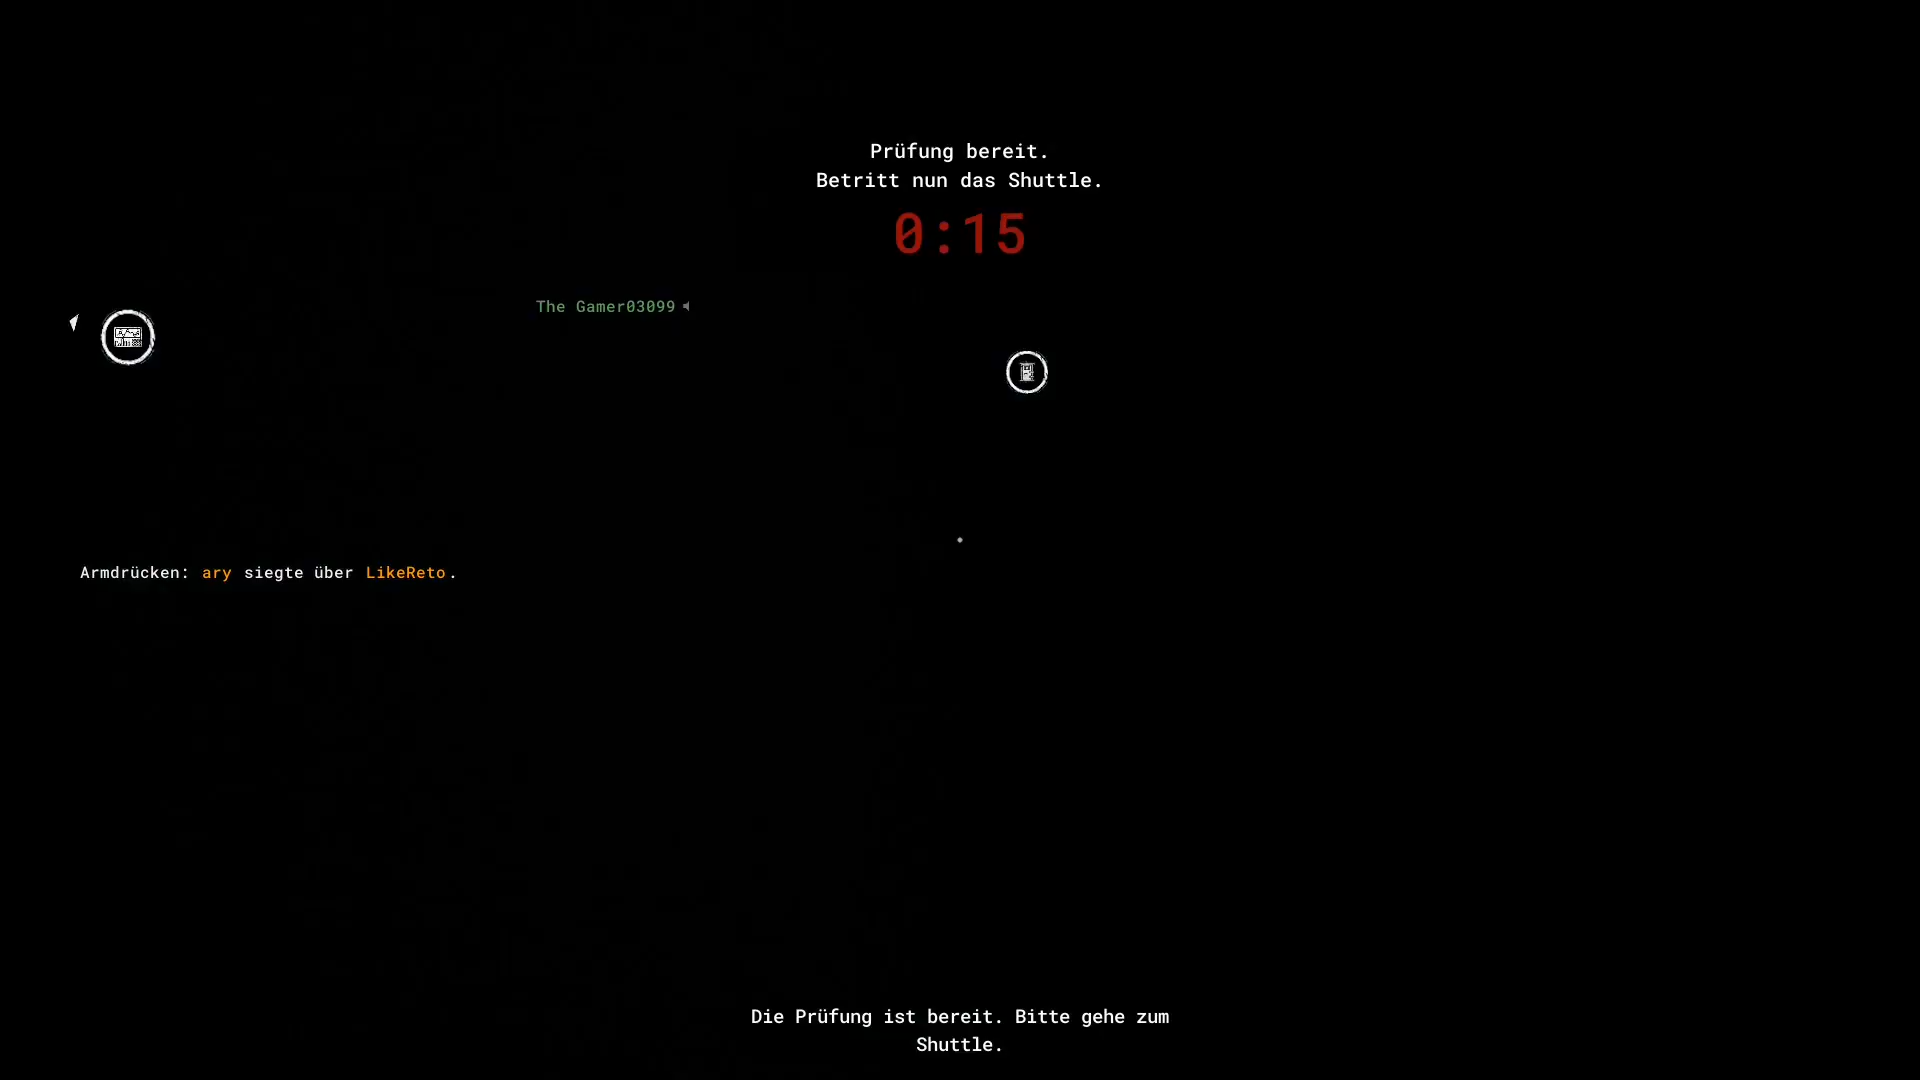 Prüfung bereit.
Betritt nun das Shuttle.
0:15
The Gamer03099
Armdrücken: ary siegte über LikeReto.
Die Prüfung ist bereit. Bitte gehe zum
Shuttle.